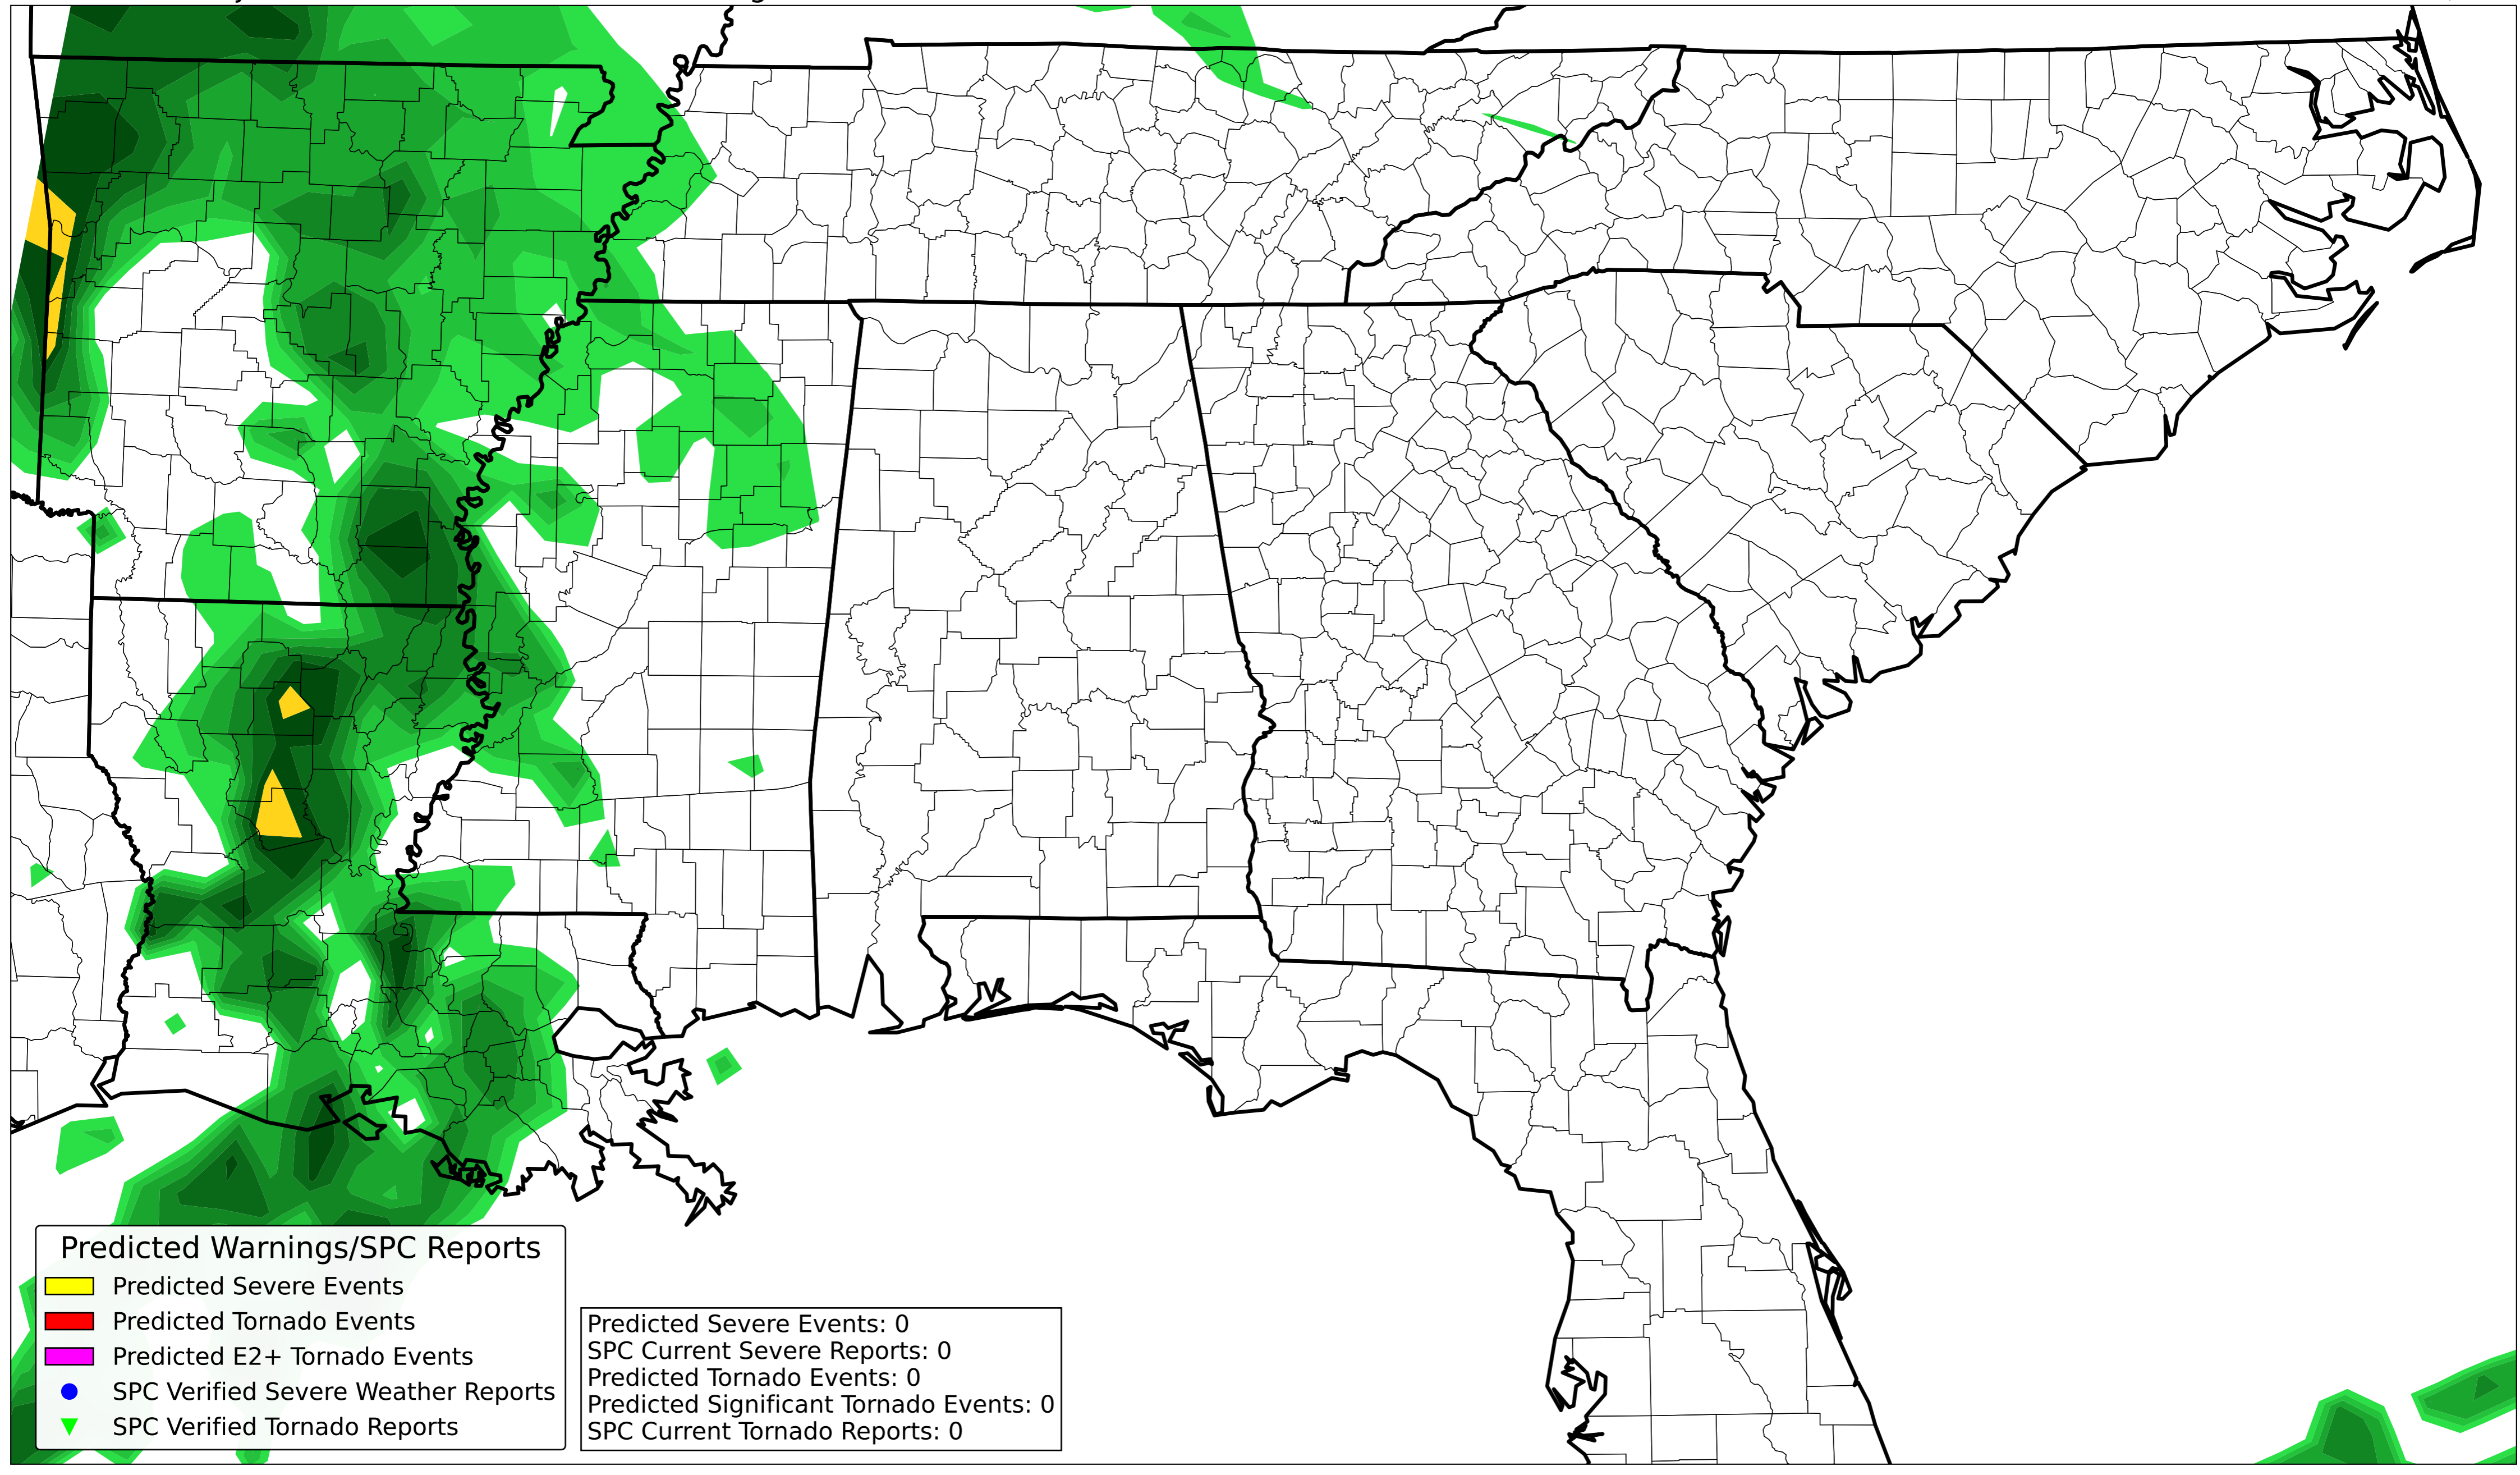 Predicted Warnings/SPC Reports
Predicted Severe Events
Predicted Tornado Events
Predicted E2+ Tornado Events
SPC Verified Severe Weather Reports
SPC Verified Tornado Reports
Predicted Severe Events: 0
SPC Current Severe Reports: 0
Predicted Tornado Events: 0
Predicted Significant Tornado Events: 0
SPC Current Tornado Reports: 0